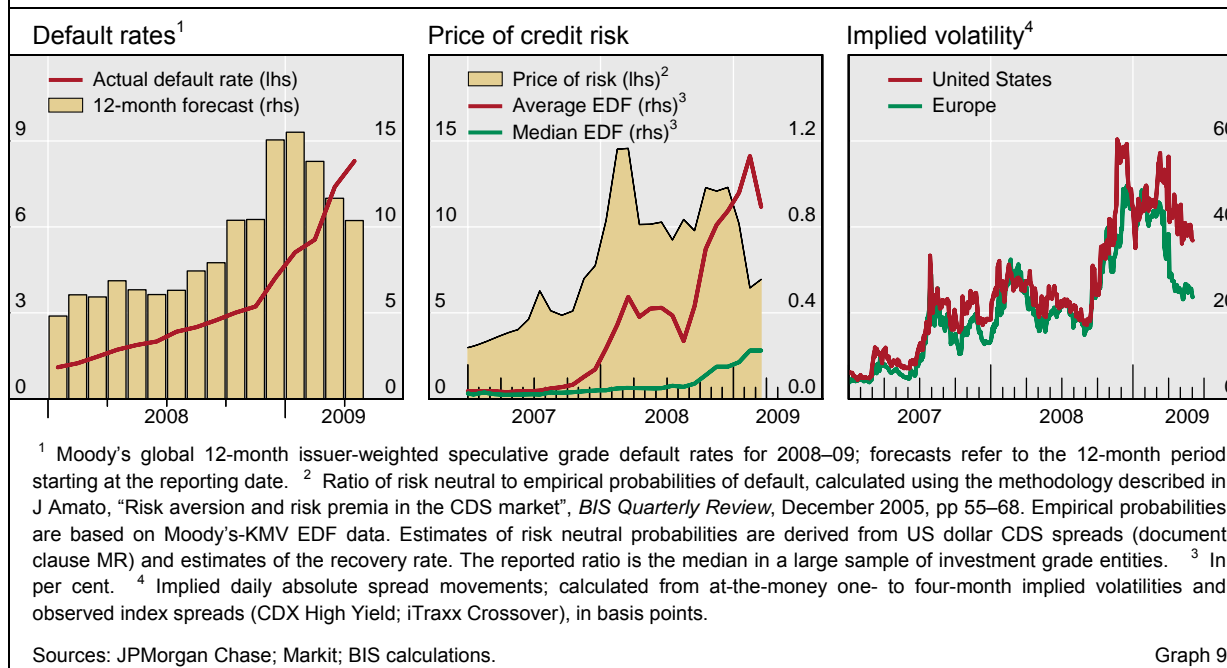 Default rates1
Actual default rate (lhs)
12-month forecast (rhs)
9 15
6 10
3 5
0 0
2008 2009
Price of credit risk
Price of risk (lhs)2
Average EDF (rhs)3
Median EDF (rhs)3
15 1.2
10 0.8
5 0.4
0 0.0
2007 2008 2009
Implied volatility4
United States
Europe
60
40
20
0
2007 2008 2009
1 Moody's global 12-month issuer-weighted speculative grade default rates for 2008–09; forecasts refer to the 12-month period
starting at the reporting date. 2 Ratio of risk neutral to empirical probabilities of default, calculated using the methodology described in
J Amato, “Risk aversion and risk premia in the CDS market”, BIS Quarterly Review, December 2005, pp 55–68. Empirical probabilities
are based on Moody’s-KMV EDF data. Estimates of risk neutral probabilities are derived from US dollar CDS spreads (document
clause MR) and estimates of the recovery rate. The reported ratio is the median in a large sample of investment grade entities. 3 In
per cent. 4 Implied daily absolute spread movements; calculated from at-the-money one- to four-month implied volatilities and
observed index spreads (CDX High Yield; iTraxx Crossover), in basis points.
Sources: JPMorgan Chase; Markit; BIS calculations. Graph 9